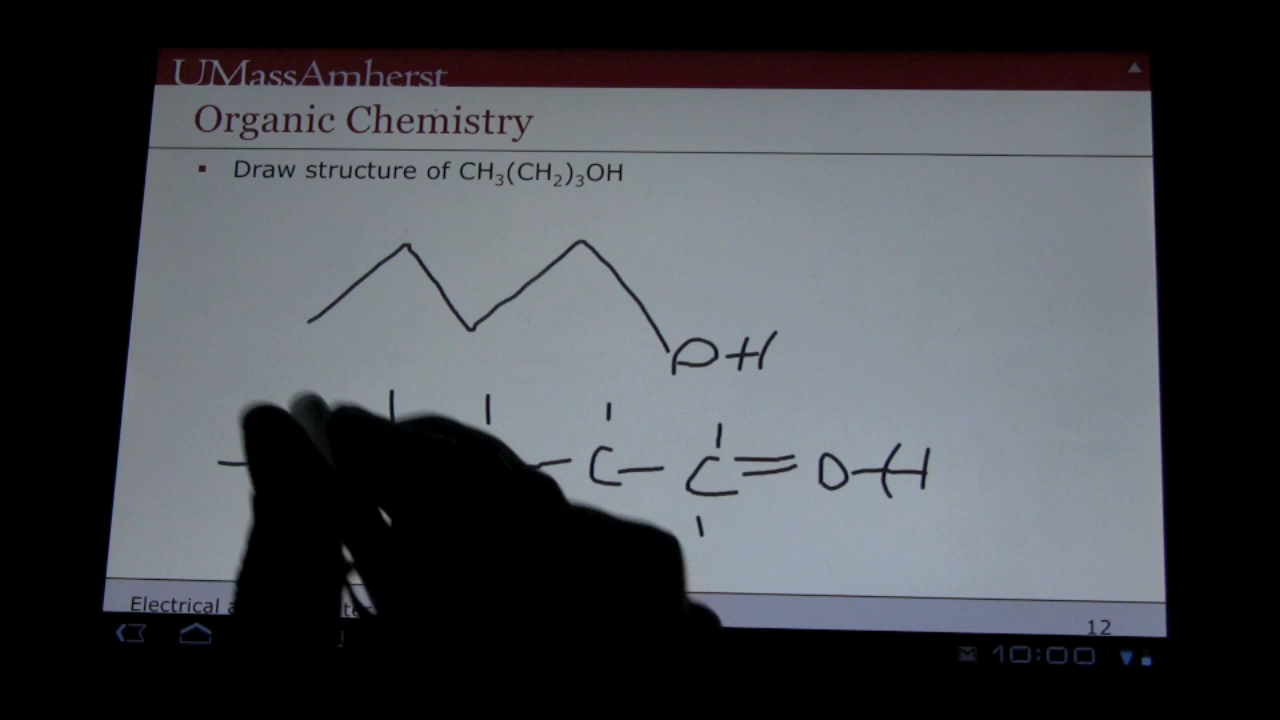 UMassAmherst
Organic Chemistry
▪ Draw structure of CH₃(CH₂)₃OH
OH
C – C = O – H
Electrical
12
10:00